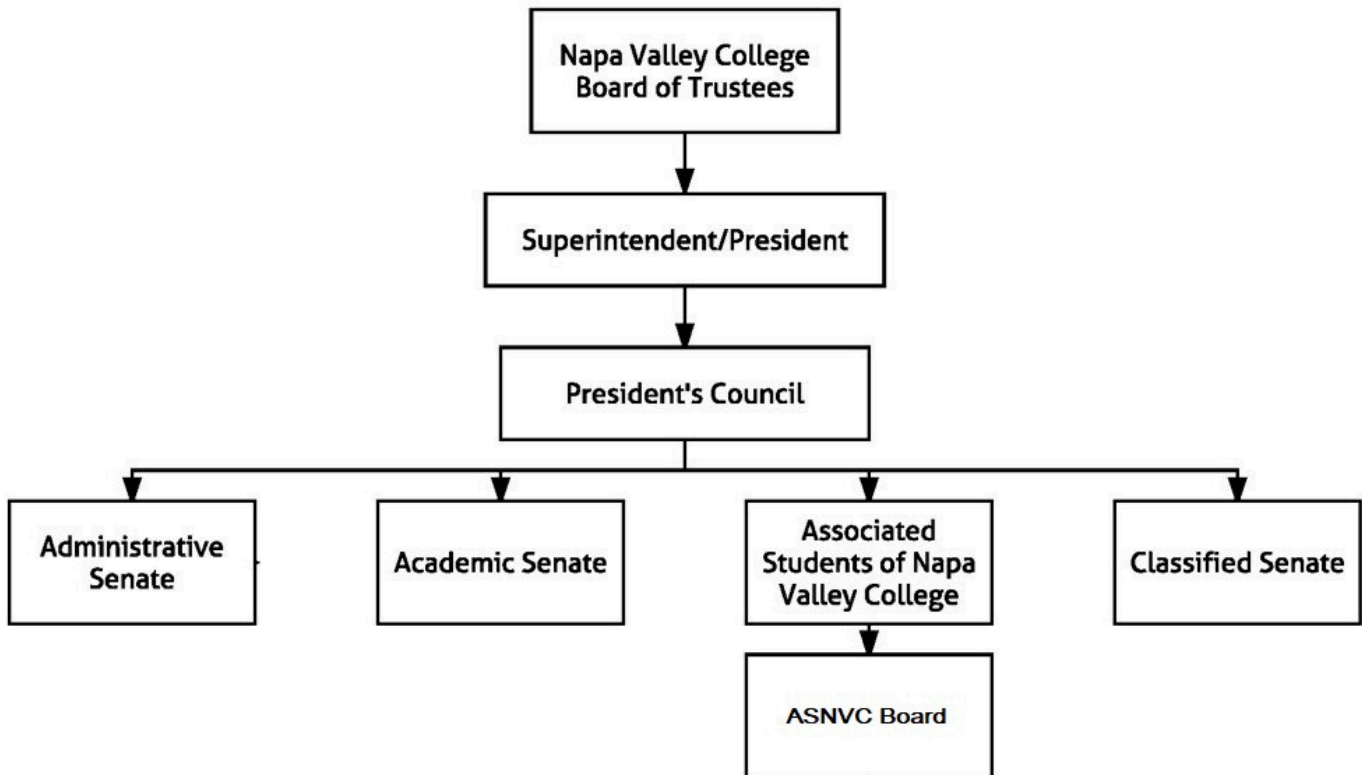 Napa Valley College
Board of Trustees
Superintendent/President
President's Council
Administrative
Senate
Academic Senate
Associated
Students of Napa
Valley College
Classified Senate
ASNVC Board